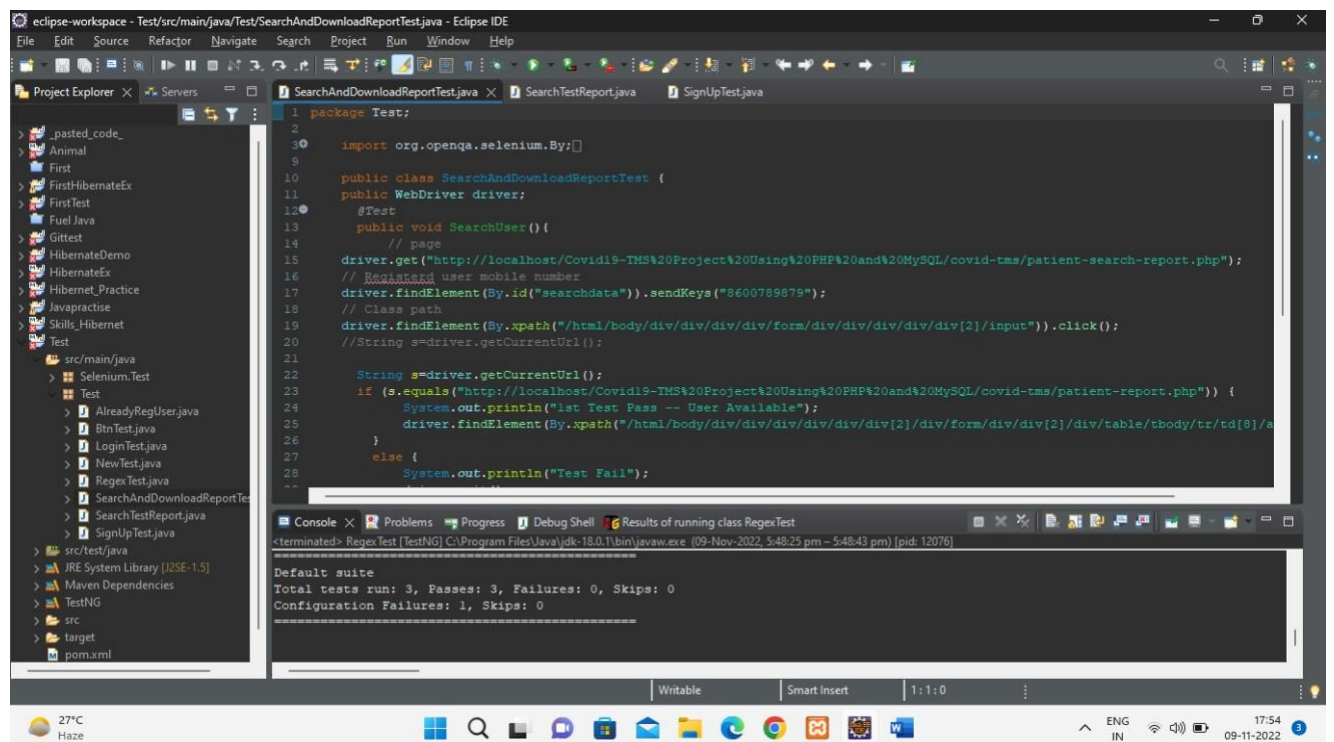 eclipse-workspace - Test/src/main/java/Test/SearchAndDownloadReportTest.java - Eclipse IDE
File Edit Source Refactor Navigate Search Project Run Window Help
Project Explorer Servers
_pasted_code_
Animal
First
FirstHibernateEx
FirstTest
Fuel Java
Gittest
HibernateDemo
HibernateEx
Hibernet_Practice
Javapractise
Skills_Hibernet
Test
src/main/java
Selenium.Test
Test
AlreadyRegUser.java
BtnTest.java
LoginTest.java
NewTest.java
RegexTest.java
SearchAndDownloadReportTes
SearchTestReport.java
SignUpTest.java
src/test/java
JRE System Library [J2SE-1.5]
Maven Dependencies
TestNG
src
target
pom.xml
SearchAndDownloadReportTest.java SearchTestReport.java SignUpTest.java
1 package Test;
2
3 import org.openqa.selenium.By;
9
10 public class SearchAndDownloadReportTest {
11 public WebDriver driver;
12 @Test
13 public void SearchUser(){
14 // page
15 driver.get("http://localhost/Covid19-TMS%20Project%20Using%20PHP%20and%20MySQL/covid-tms/patient-search-report.php");
16 // Registerd user mobile number
17 driver.findElement(By.id("searchdata")).sendKeys("8600789879");
18 // Class path
19 driver.findElement(By.xpath("/html/body/div/div/div/div/form/div/div/div/div/div[2]/input")).click();
20 //String s=driver.getCurrentUrl();
21
22 String s=driver.getCurrentUrl();
23 if (s.equals("http://localhost/Covid19-TMS%20Project%20Using%20PHP%20and%20MySQL/covid-tms/patient-report.php")) {
24 System.out.println("1st Test Pass -- User Available");
25 driver.findElement(By.xpath("/html/body/div/div/div/div/div/div[2]/div/form/div/div[2]/div/table/tbody/tr/td[8]/a
26 }
27 else {
28 System.out.println("Test Fail");
Console Problems Progress Debug Shell Results of running class RegexTest
<terminated> RegexTest [TestNG] C:\Program Files\Java\jdk-18.0.1\bin\javaw.exe (09-Nov-2022, 5:48:25 pm – 5:48:43 pm) [pid: 12076]
===============================================
Default suite
Total tests run: 3, Passes: 3, Failures: 0, Skips: 0
Configuration Failures: 1, Skips: 0
===============================================
Writable Smart Insert 1 : 1 : 0
27°C
Haze
ENG
IN
17:54
09-11-2022
3